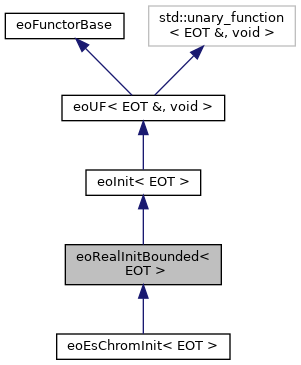 eoFunctorBase
std::unary_function
< EOT &, void >
eoUF< EOT &, void >
eoInit< EOT >
eoRealInitBounded<
EOT >
eoEsChromInit< EOT >